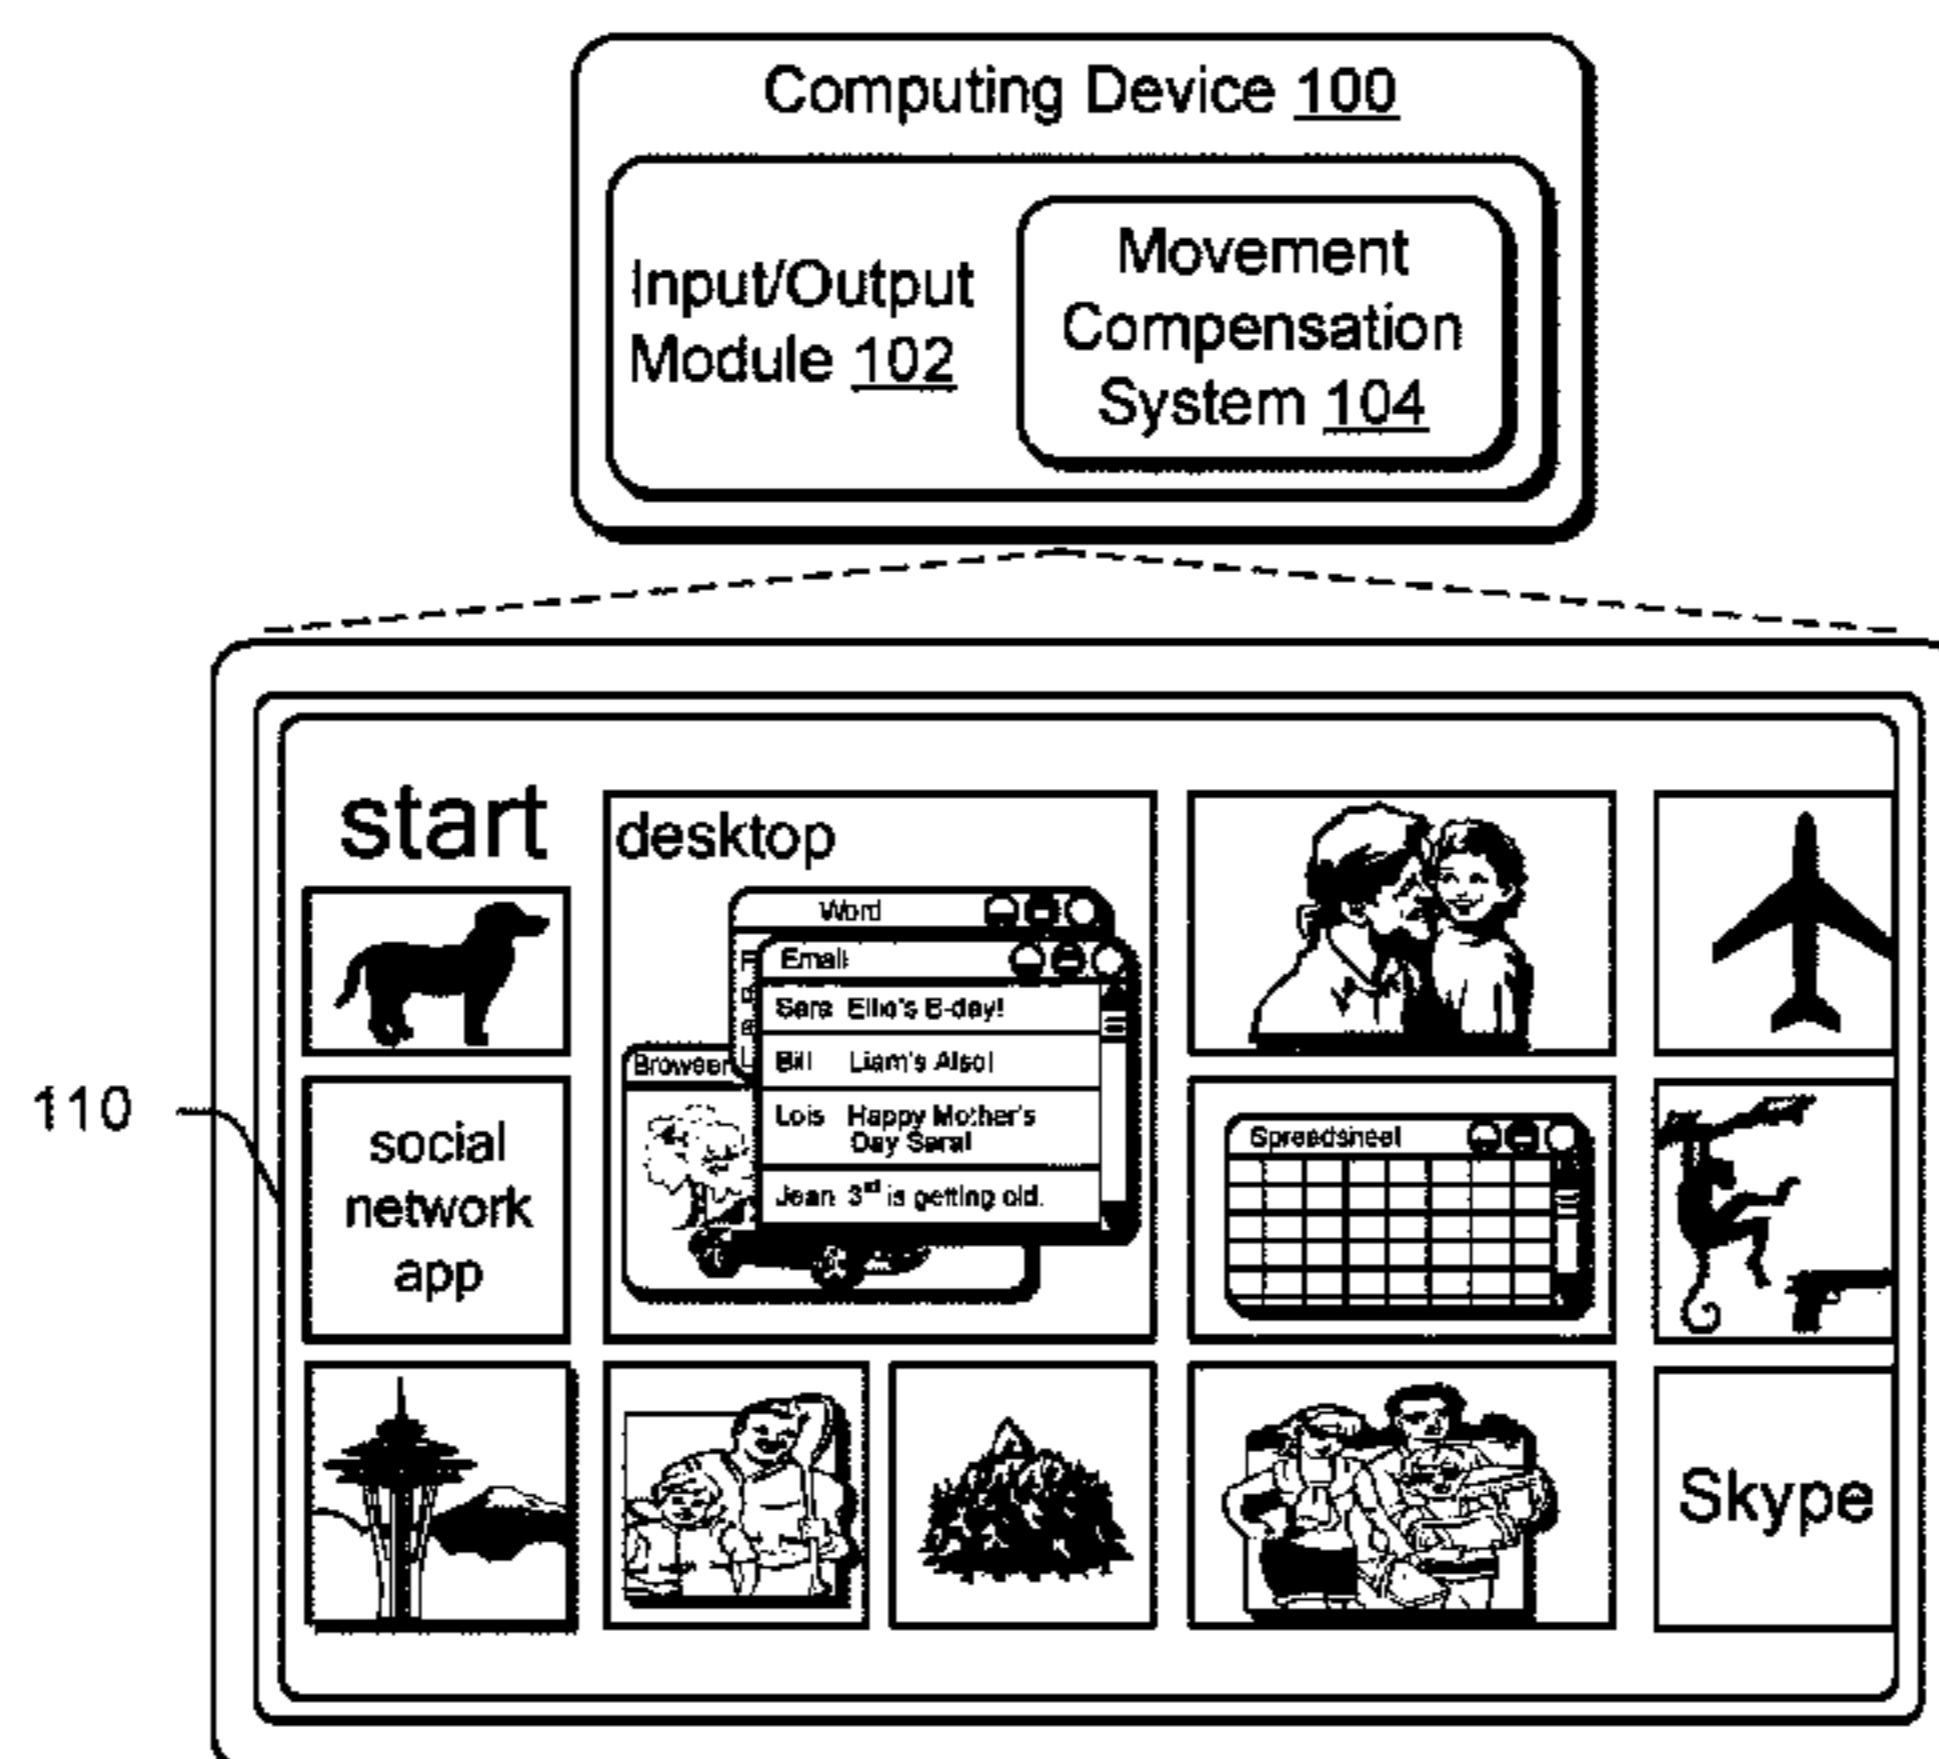 Computing Device 100
Input/Output
Module 102
Movement
Compensation
System 104
110
start
desktop
Word
Email
Sara Ellie's B-day!
Bill Liam's Also!
Lois Happy Mother's
Day Sara!
Jean 3rd is getting old.
Browser
social
network
app
Spreadsheet
Skype